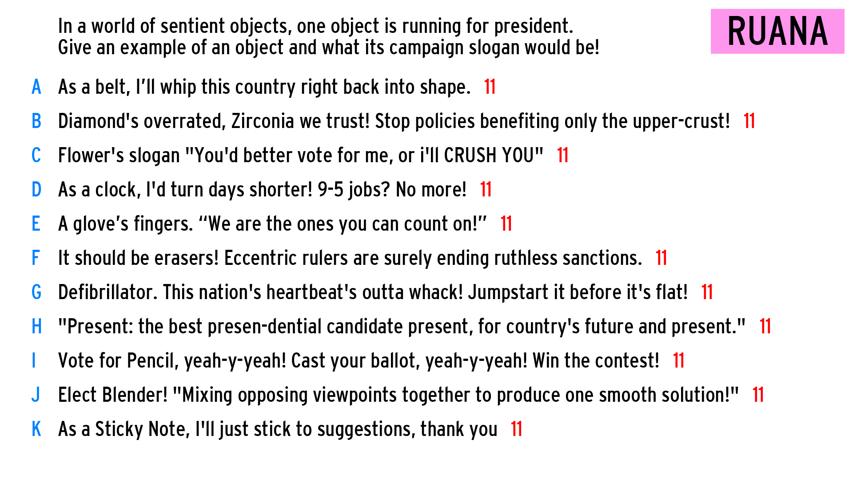 In a world of sentient objects, one object is running for president.
Give an example of an object and what its campaign slogan would be!
RUANA
A As a belt, I’ll whip this country right back into shape. 11
B Diamond's overrated, Zirconia we trust! Stop policies benefiting only the upper-crust! 11
C Flower's slogan "You'd better vote for me, or i'll CRUSH YOU" 11
D As a clock, I'd turn days shorter! 9-5 jobs? No more! 11
E A glove’s fingers. “We are the ones you can count on!” 11
F It should be erasers! Eccentric rulers are surely ending ruthless sanctions. 11
G Defibrillator. This nation's heartbeat's outta whack! Jumpstart it before it's flat! 11
H "Present: the best presen-dential candidate present, for country's future and present." 11
I Vote for Pencil, yeah-y-yeah! Cast your ballot, yeah-y-yeah! Win the contest! 11
J Elect Blender! "Mixing opposing viewpoints together to produce one smooth solution!" 11
K As a Sticky Note, I'll just stick to suggestions, thank you 11